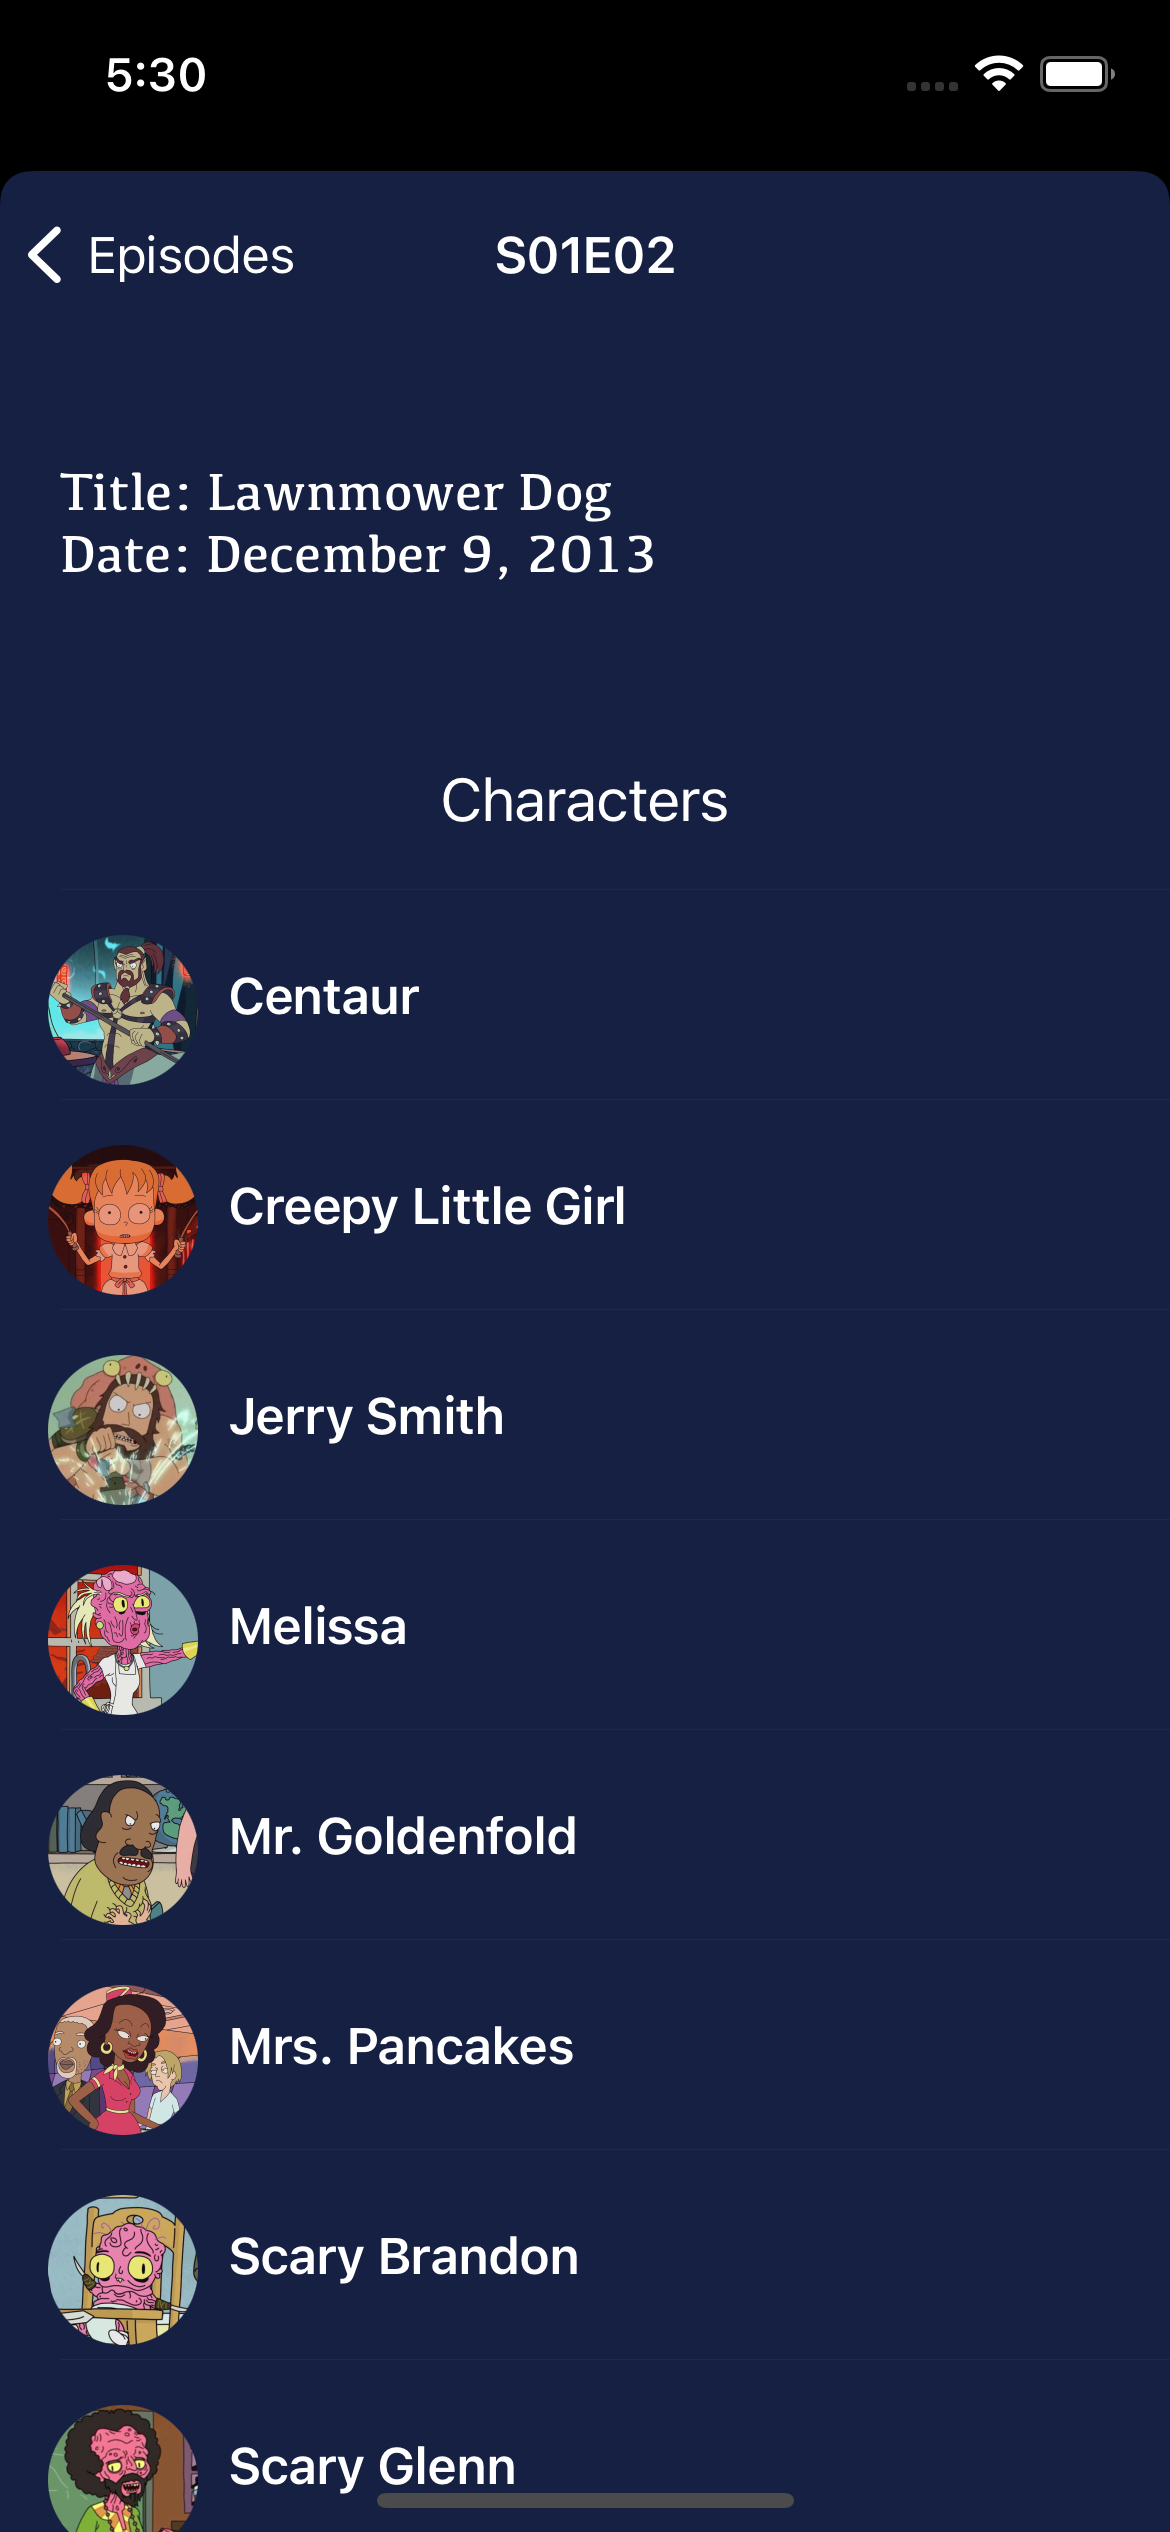 5:30
Episodes
S01E02
Title: Lawnmower Dog
Date: December 9, 2013
Characters
Centaur
Creepy Little Girl
Jerry Smith
Melissa
Mr. Goldenfold
Mrs. Pancakes
Scary Brandon
Scary Glenn